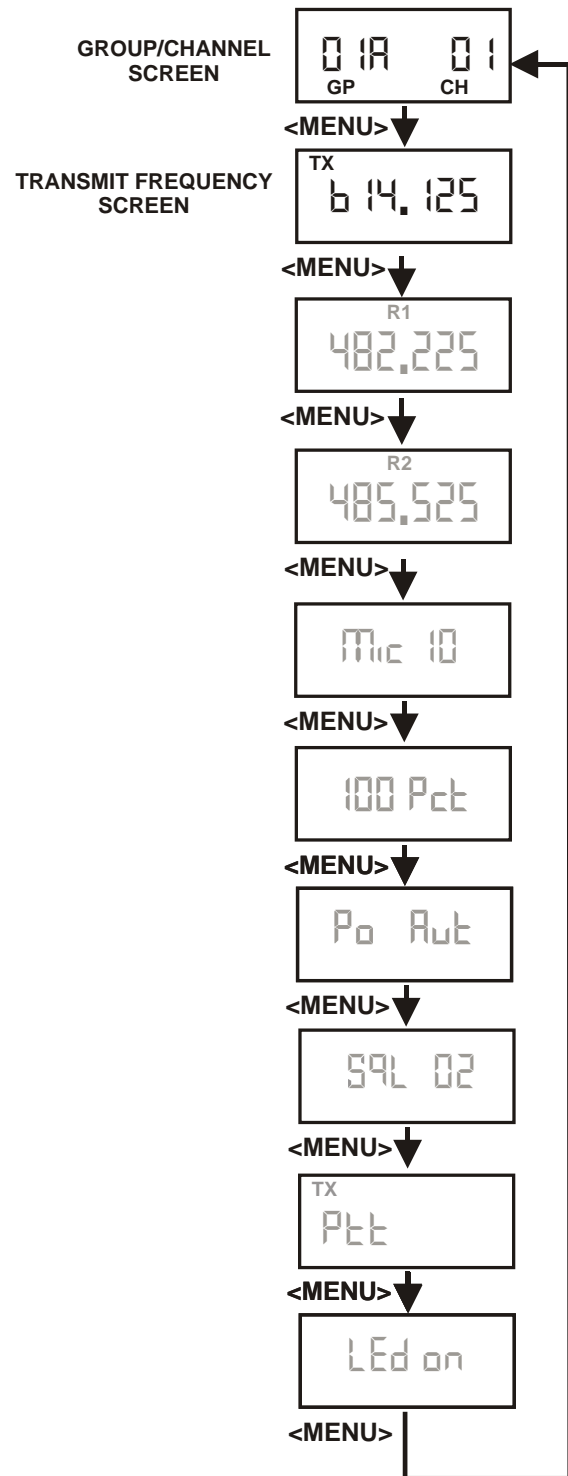 GROUP/CHANNEL
SCREEN
01A 01
GP CH
<MENU>
TRANSMIT FREQUENCY
SCREEN
TX
b14.125
<MENU>
R1
482.225
<MENU>
R2
485.525
<MENU>
Mic 10
<MENU>
100 Pct
<MENU>
Po Aut
<MENU>
SqL 02
<MENU>
TX
Ptt
<MENU>
LEd on
<MENU>